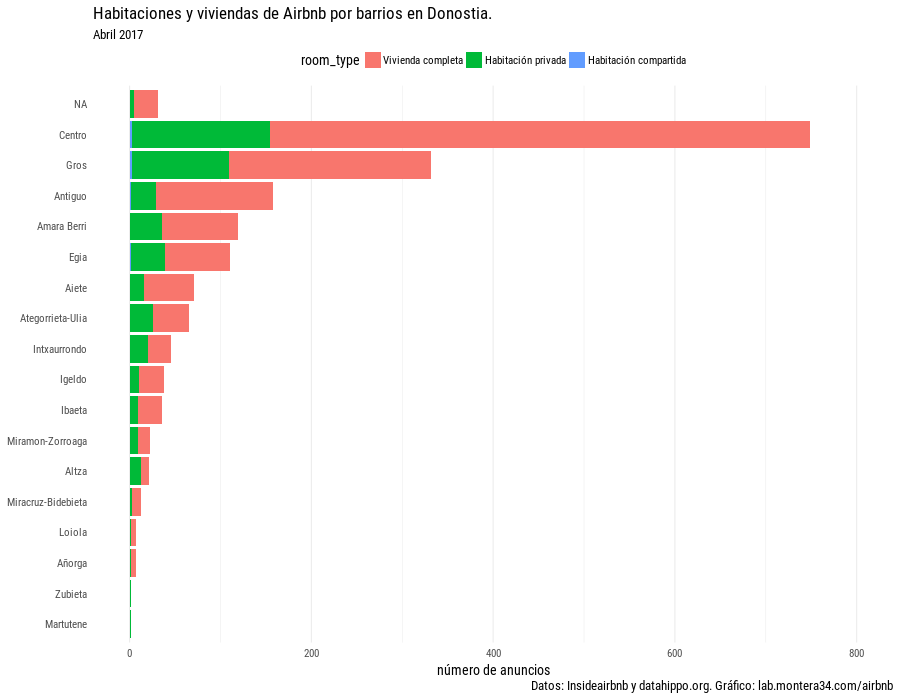 Habitaciones y viviendas de Airbnb por barrios en Donostia.
Abril 2017
room_type Vivienda completa Habitación privada Habitación compartida
NA
Centro
Gros
Antiguo
Amara Berri
Egia
Aiete
Ategorrieta-Ulia
Intxaurrondo
Igeldo
Ibaeta
Miramon-Zorroaga
Altza
Miracruz-Bidebieta
Loiola
Añorga
Zubieta
Martutene
0 200 400 600 800
número de anuncios
Datos: Insideairbnb y datahippo.org. Gráfico: lab.montera34.com/airbnb